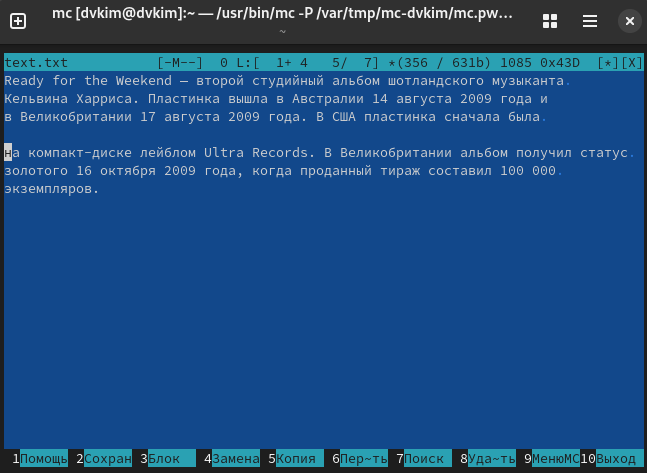 mc [dvkim@dvkim]:~ — /usr/bin/mc -P /var/tmp/mc-dvkim/mc.pw…
~
text.txt [-M--] 0 L:[ 1+ 4 5/ 7] *(356 / 631b) 1085 0x43D [*][X]
Ready for the Weekend — второй студийный альбом шотландского музыканта.
Кельвина Харриса. Пластинка вышла в Австралии 14 августа 2009 года и
в Великобритании 17 августа 2009 года. В США пластинка сначала была.
на компакт-диске лейблом Ultra Records. В Великобритании альбом получил статус.
золотого 16 октября 2009 года, когда проданный тираж составил 100 000.
экземпляров.
1Помощь 2Сохран 3Блок 4Замена 5Копия 6Пер~ть 7Поиск 8Уда~ть 9МенюМС 10Выход